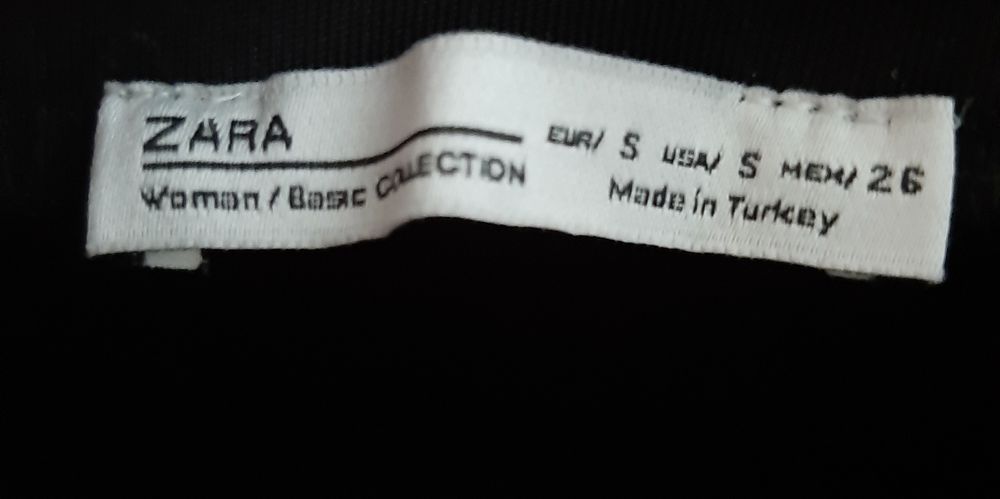 ZARA
Woman / Basic COLLECTION
EUR/ S USA/ S MEX/ 26
Made in Turkey